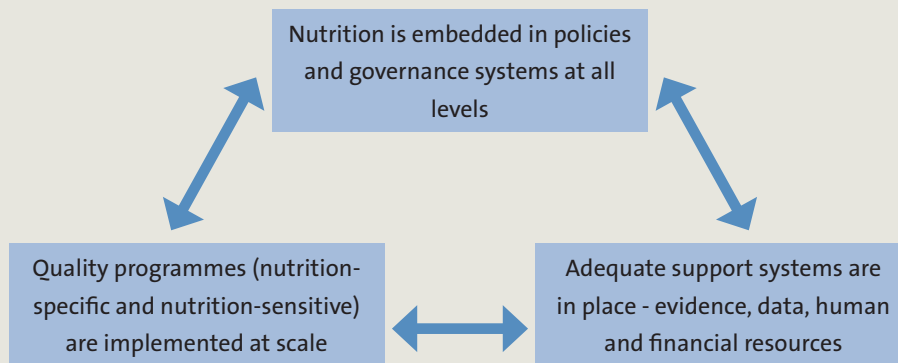 Nutrition is embedded in policies
and governance systems at all
levels
Quality programmes (nutrition-
specific and nutrition-sensitive)
are implemented at scale
Adequate support systems are
in place - evidence, data, human
and financial resources